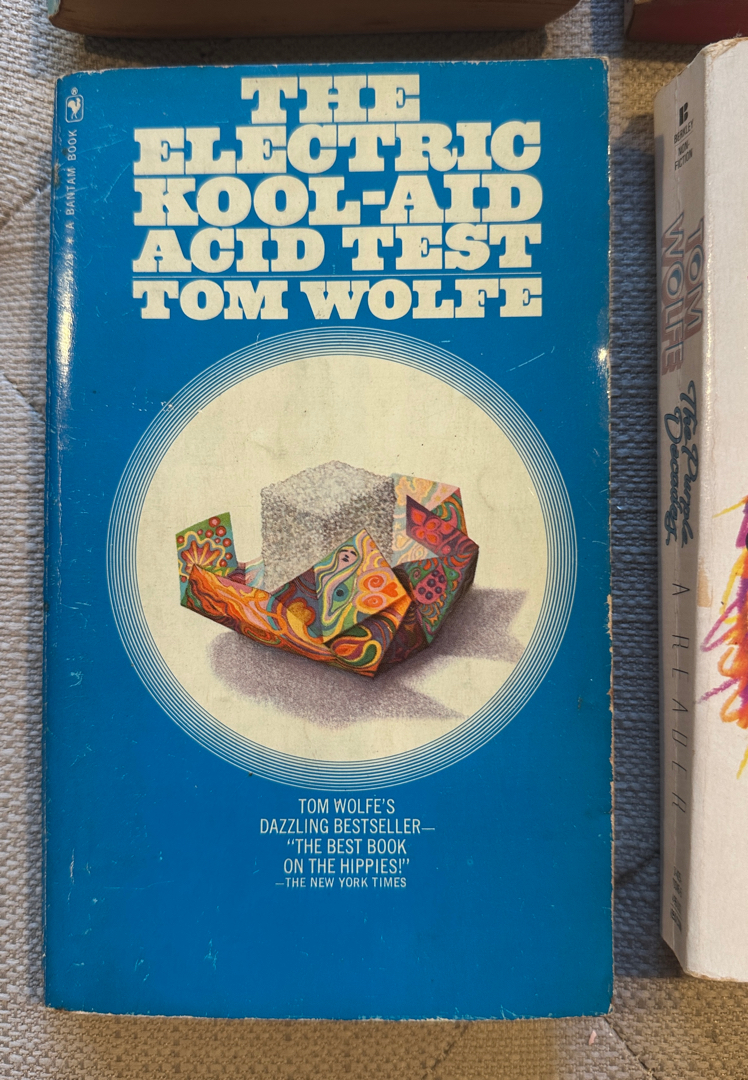 THE
ELECTRIC
KOOL-AID
ACID TEST
TOM WOLFE
TOM WOLFE'S
DAZZLING BESTSELLER—
"THE BEST BOOK
ON THE HIPPIES!"
—THE NEW YORK TIMES
★ A BANTAM BOOK
®
BERKLEY
NON-
FICTION
TOM
WOLFE
The Purple
Decades
A READER